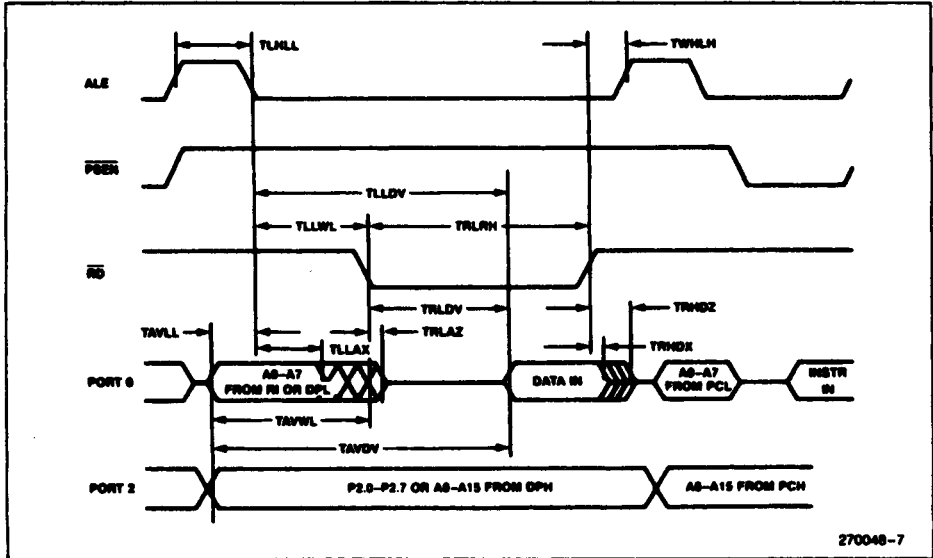 TLHLL
TWHLH
ALE
PSEN
TLLDV
TLLWL
TRLRH
RD
TRLDV
TRHDZ
TAVLL
TRLAZ
TLLAX
TRHDX
PORT 0
A0–A7
FROM RI OR DPL
DATA IN
A0–A7
FROM PCL
INSTR
IN
TAVWL
TAVDV
PORT 2
P2.0–P2.7 OR A8–A15 FROM DPH
A8–A15 FROM PCH
270048–7